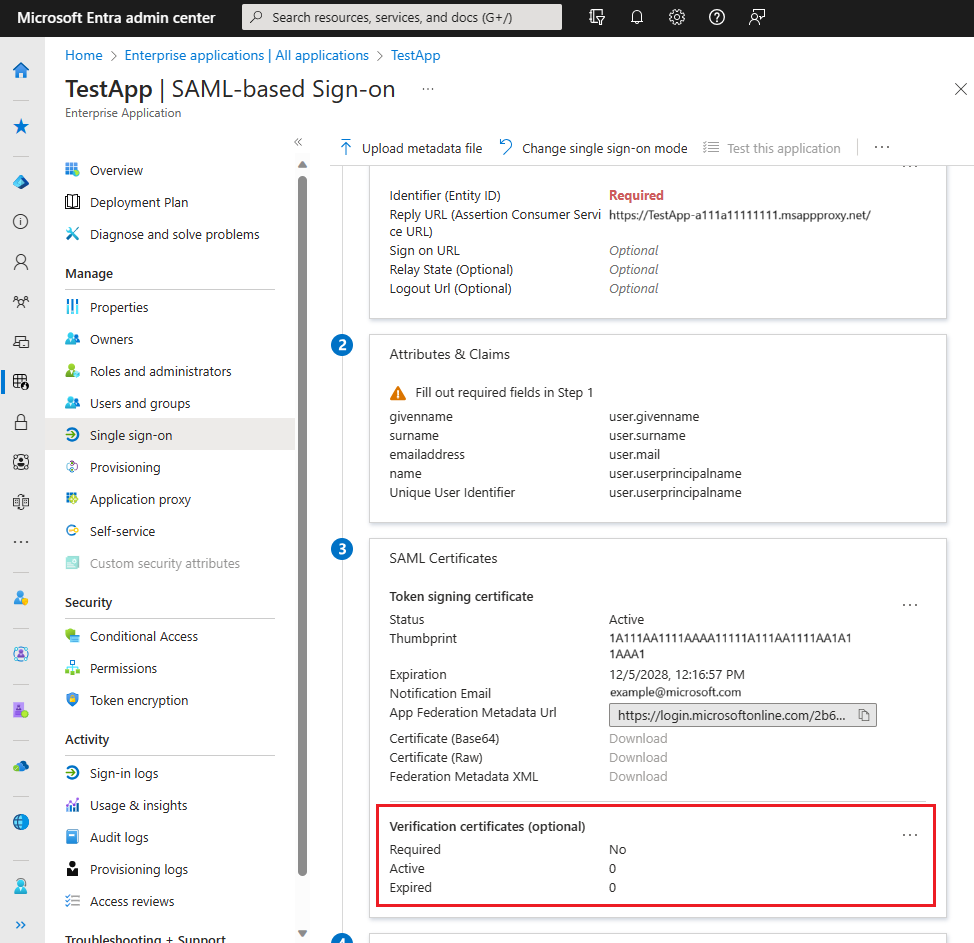 Microsoft Entra admin center
Search resources, services, and docs (G+/)
Home > Enterprise applications | All applications > TestApp
TestApp | SAML-based Sign-on ...
Enterprise Application
«
Overview
Deployment Plan
Diagnose and solve problems
Manage
Properties
Owners
Roles and administrators
Users and groups
Single sign-on
Provisioning
Application proxy
Self-service
Custom security attributes
Security
Conditional Access
Permissions
Token encryption
Activity
Sign-in logs
Usage & insights
Audit logs
Provisioning logs
Access reviews
Troubleshooting + Support
Upload metadata file Change single sign-on mode Test this application ...
Identifier (Entity ID) Required
Reply URL (Assertion Consumer Servi https://TestApp-a111a11111111.msappproxy.net/
ce URL)
Sign on URL Optional
Relay State (Optional) Optional
Logout Url (Optional) Optional
2
Attributes & Claims
Fill out required fields in Step 1
givenname user.givenname
surname user.surname
emailaddress user.mail
name user.userprincipalname
Unique User Identifier user.userprincipalname
3
SAML Certificates
Token signing certificate ...
Status Active
Thumbprint 1A111AA1111AAAA11111A111AA1111AA1A1
1AAA1
Expiration 12/5/2028, 12:16:57 PM
Notification Email example@microsoft.com
App Federation Metadata Url https://login.microsoftonline.com/2b6...
Certificate (Base64) Download
Certificate (Raw) Download
Federation Metadata XML Download
Verification certificates (optional) ...
Required No
Active 0
Expired 0
4